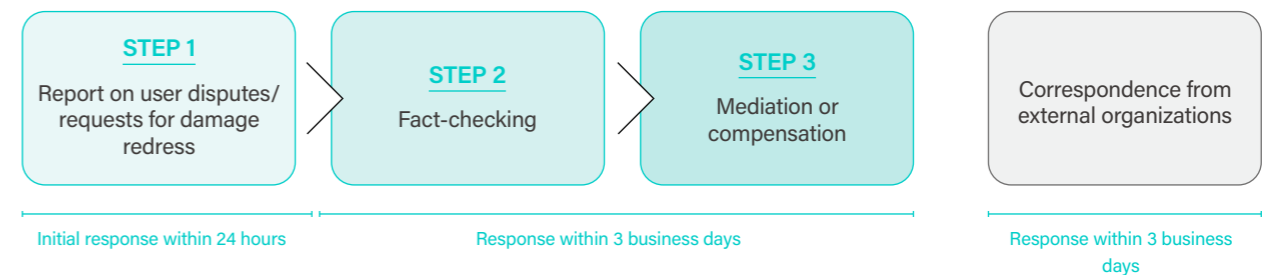 STEP 1
Report on user disputes/
requests for damage
redress
STEP 2
Fact-checking
STEP 3
Mediation or
compensation
Correspondence from
external organizations
Initial response within 24 hours
Response within 3 business days
Response within 3 business
days